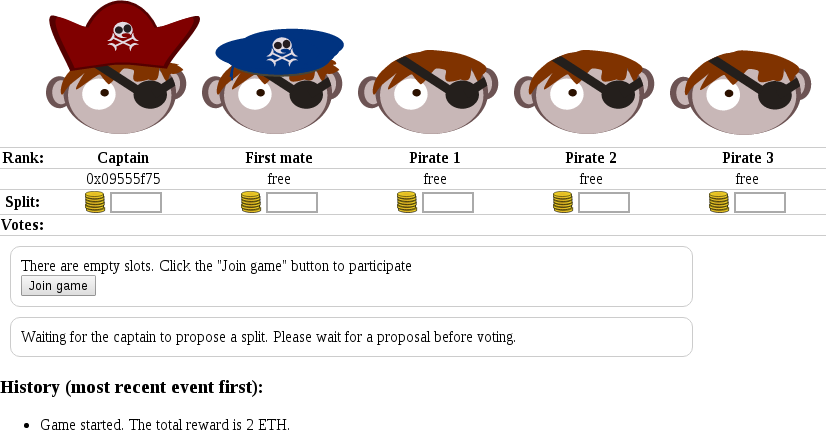 Rank: Captain First mate Pirate 1 Pirate 2 Pirate 3
0x09555f75 free free free free
Split:
Votes:
There are empty slots. Click the "Join game" button to participate
Join game
Waiting for the captain to propose a split. Please wait for a proposal before voting.
History (most recent event first):
• Game started. The total reward is 2 ETH.